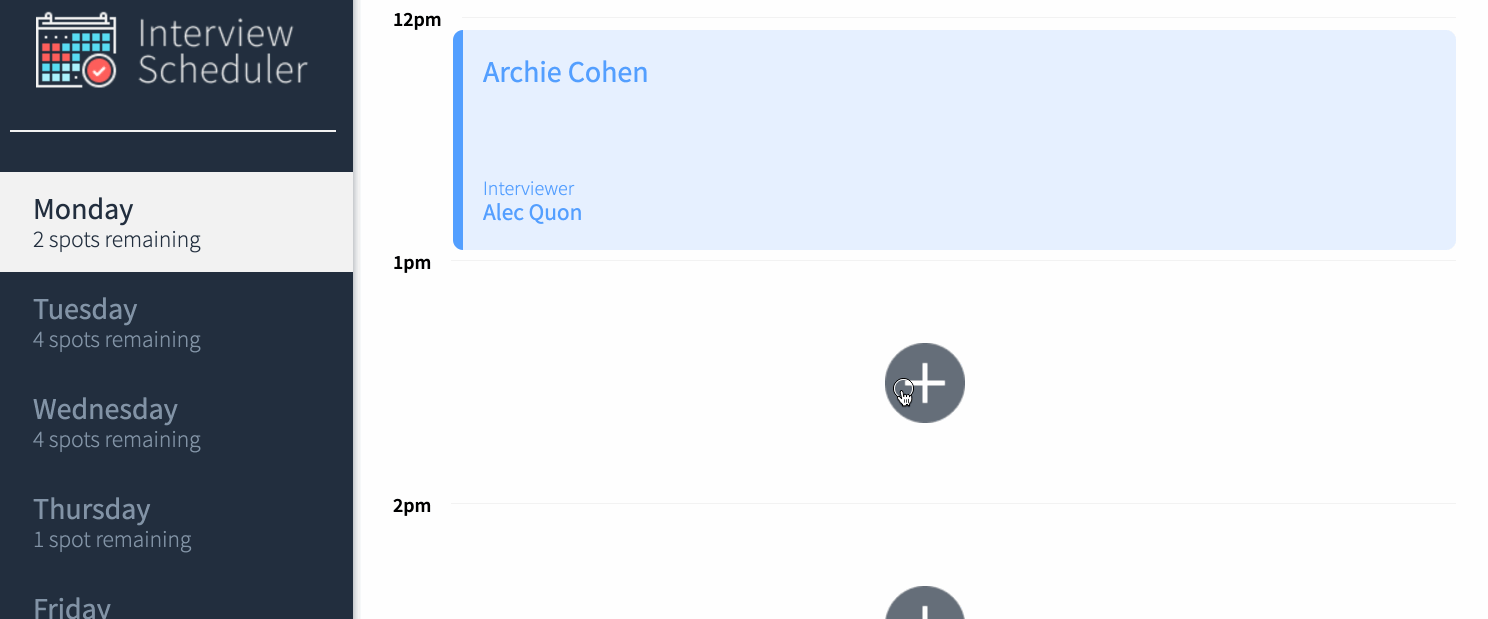 Interview
Scheduler
Monday
2 spots remaining
Tuesday
4 spots remaining
Wednesday
4 spots remaining
Thursday
1 spot remaining
Friday
12pm
Archie Cohen
Interviewer
Alec Quon
1pm
2pm